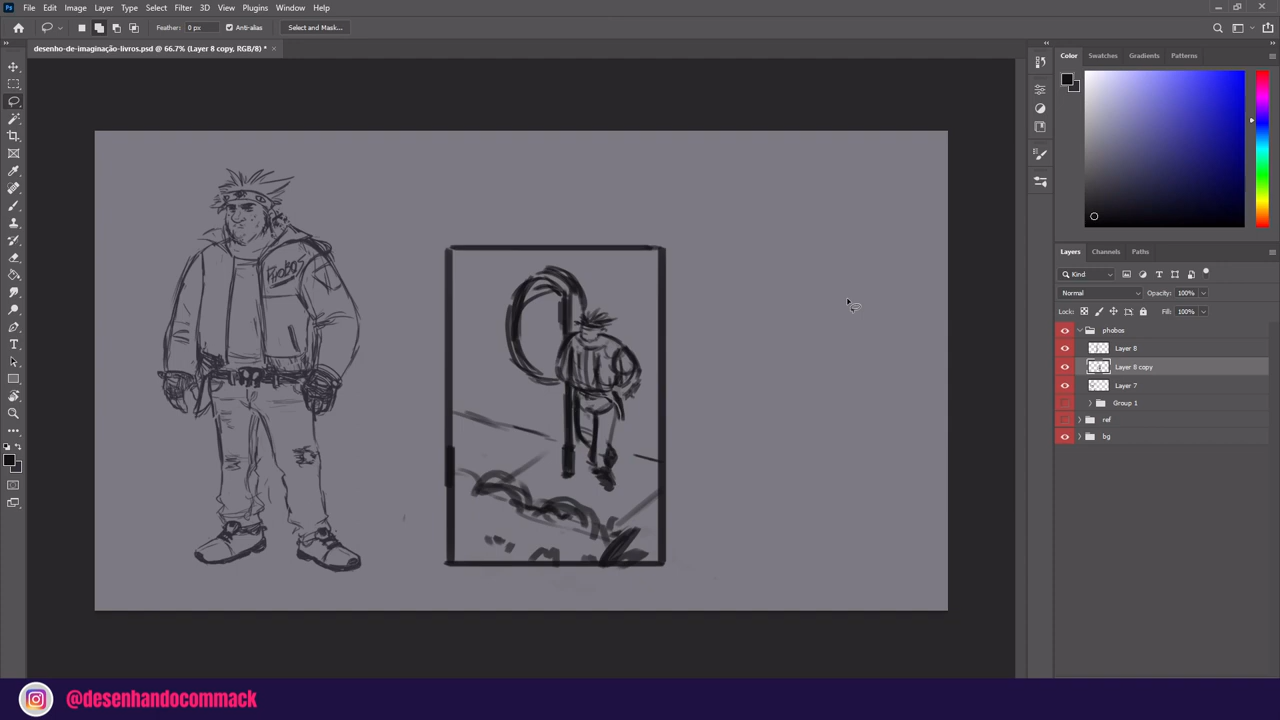 Ps File Edit Image Layer Type Select Filter 3D View Plugins Window Help
Feather: 0 px Anti-alias Select and Mask...
desenho-de-imaginação-livros.psd @ 66.7% (Layer 8 copy, RGB/8) *
Color Swatches Gradients Patterns
PHOBOS
Layers Channels Paths
Kind
Normal Opacity: 100%
Lock: Fill: 100%
phobos
Layer 8
Layer 8 copy
Layer 7
Group 1
ref
bg
@desenhandocommack